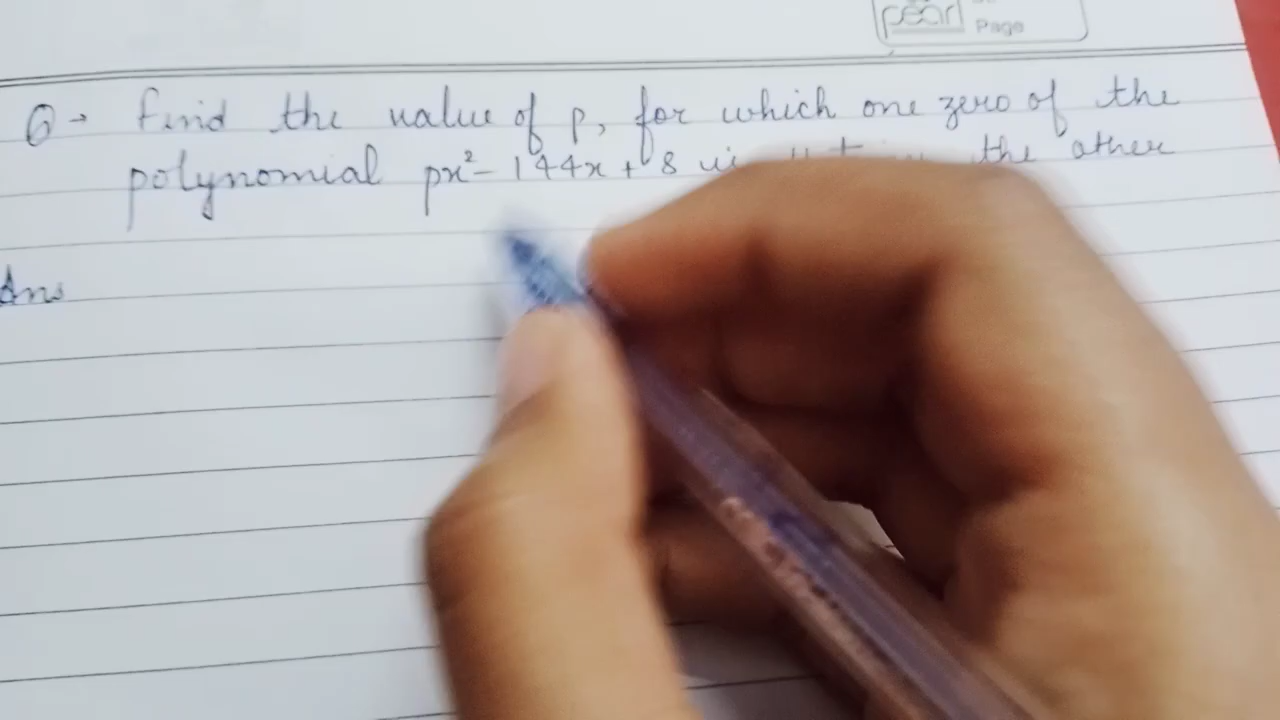 pearl
Page
Q→ Find the value of p, for which one zero of the
polynomial px² - 144x + 8 is the other
Ans